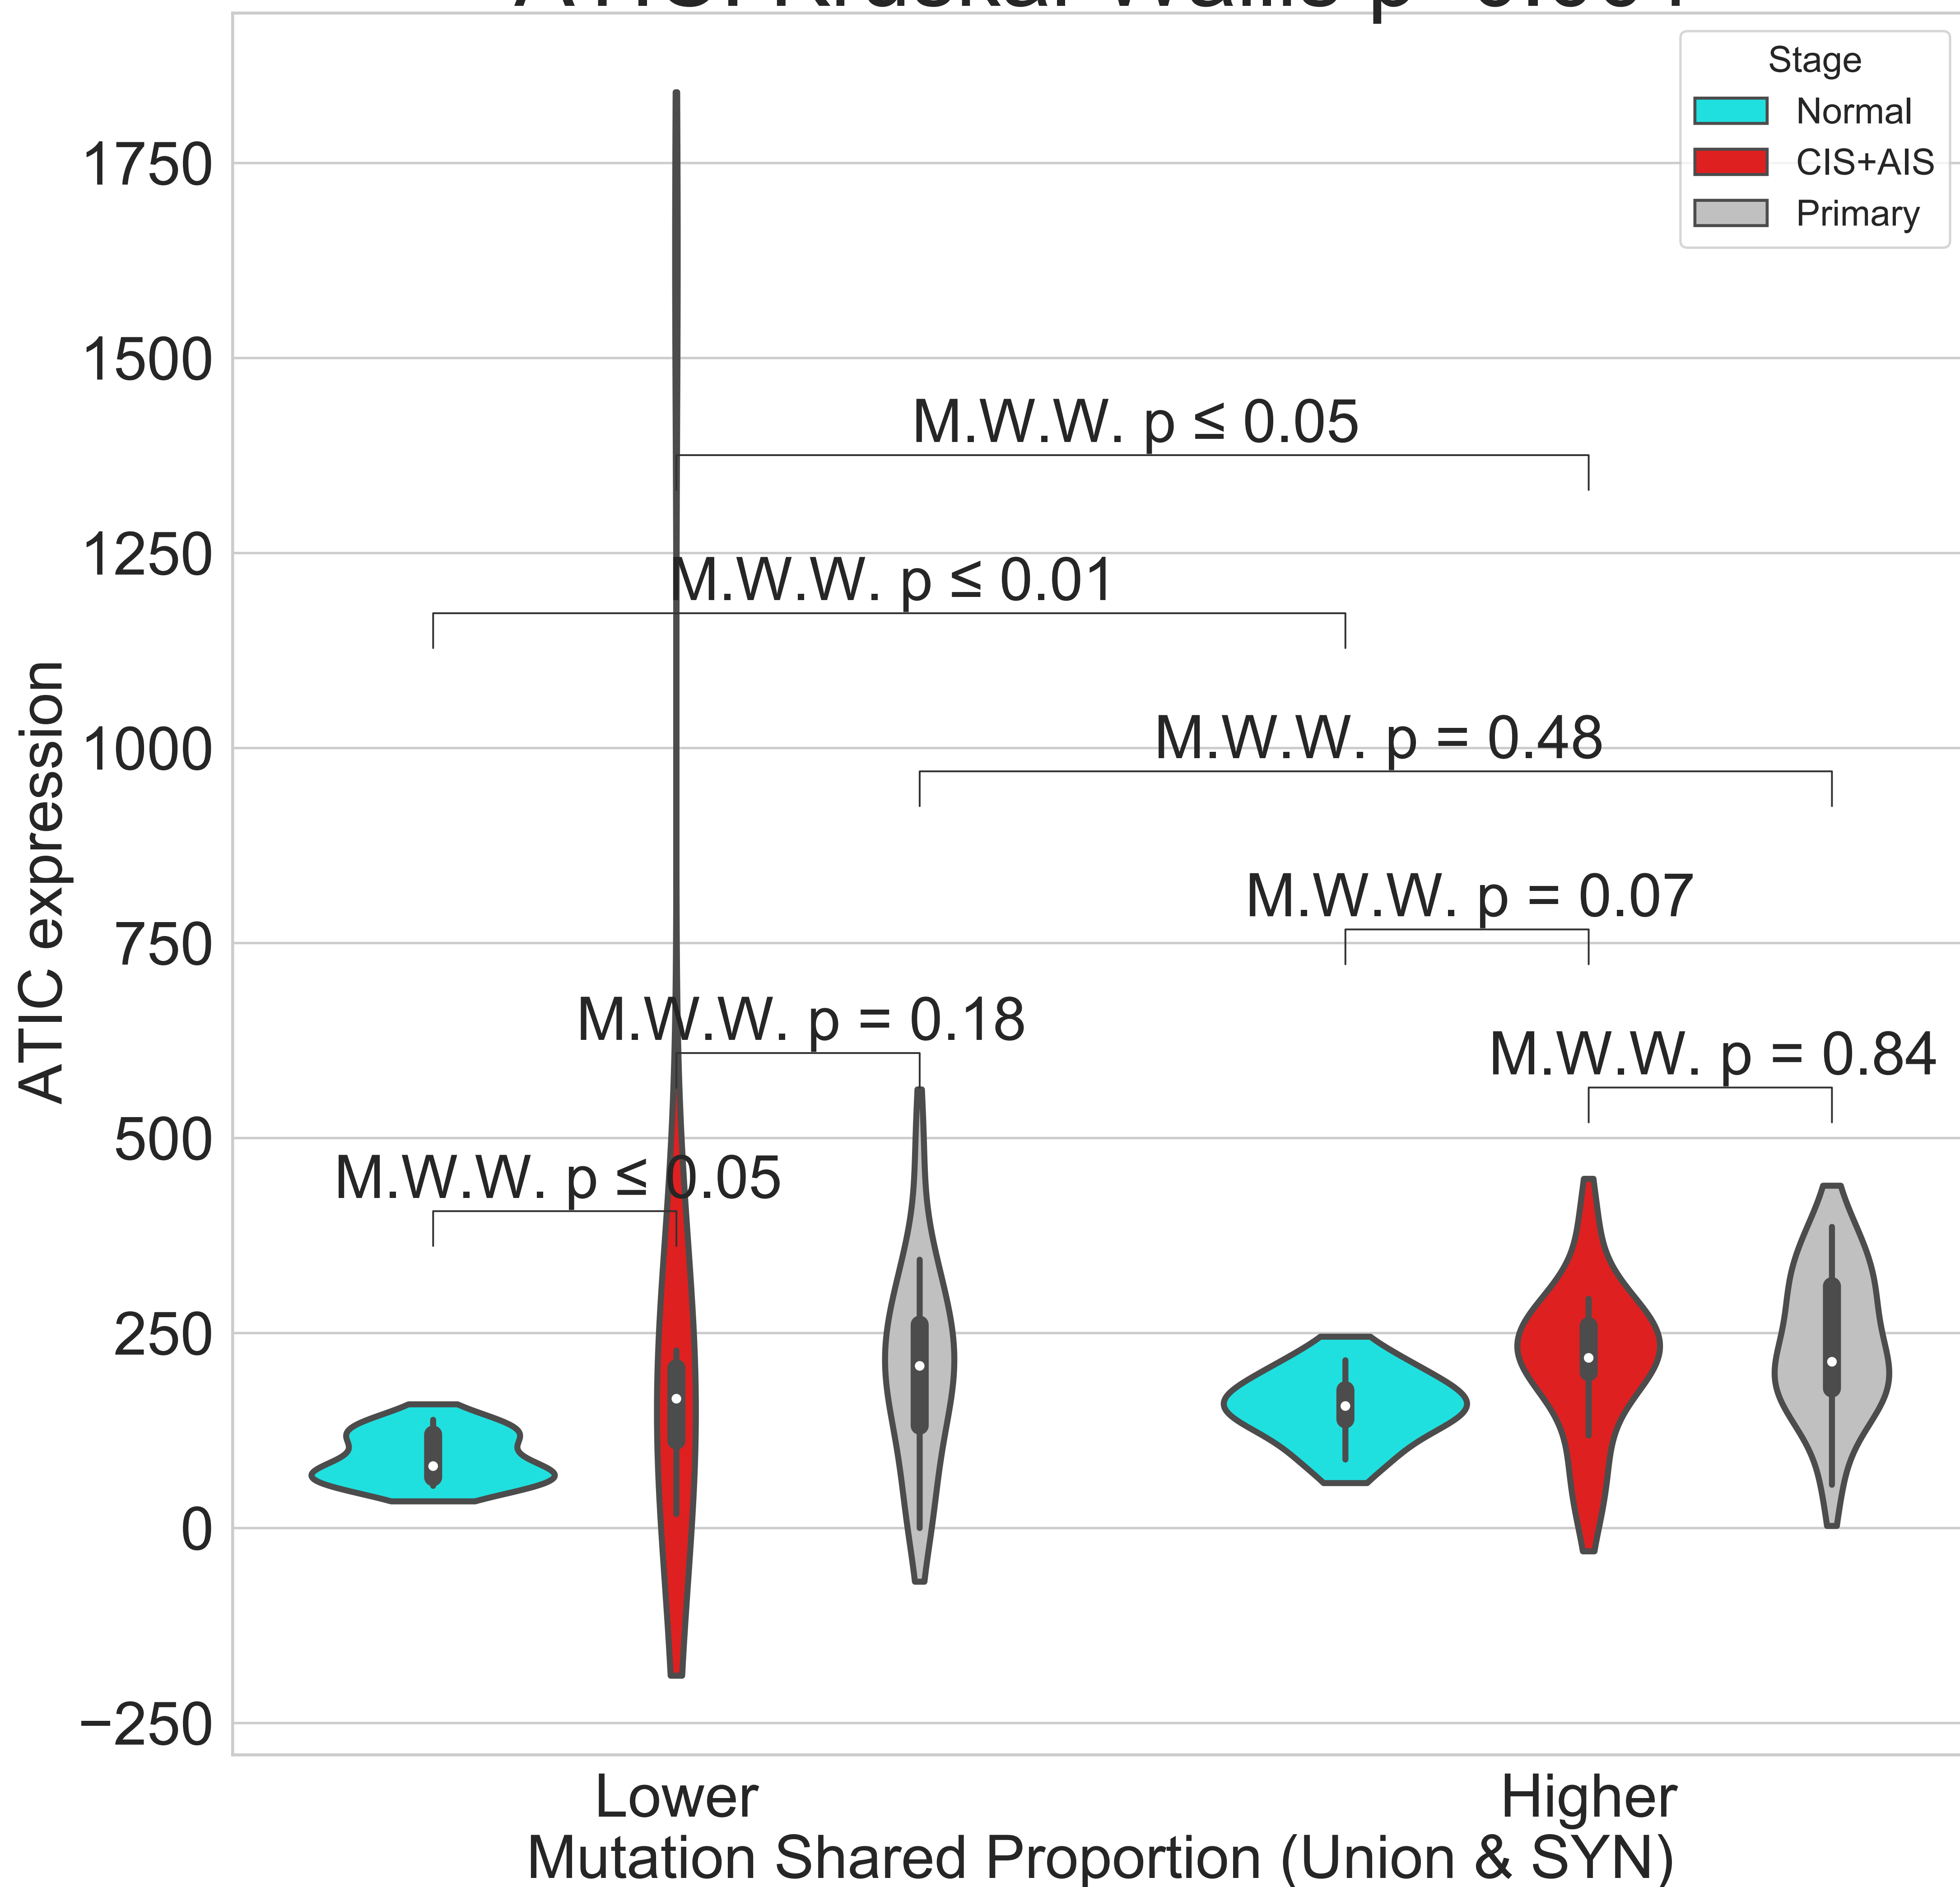 Stage
Normal
CIS+AIS
Primary
1750
1500
1250
1000
750
500
250
0
−250
ATIC expression
M.W.W. p ≤ 0.05
M.W.W. p ≤ 0.01
M.W.W. p = 0.48
M.W.W. p = 0.07
M.W.W. p = 0.18
M.W.W. p = 0.84
M.W.W. p ≤ 0.05
Lower
Higher
Mutation Shared Proportion (Union & SYN)